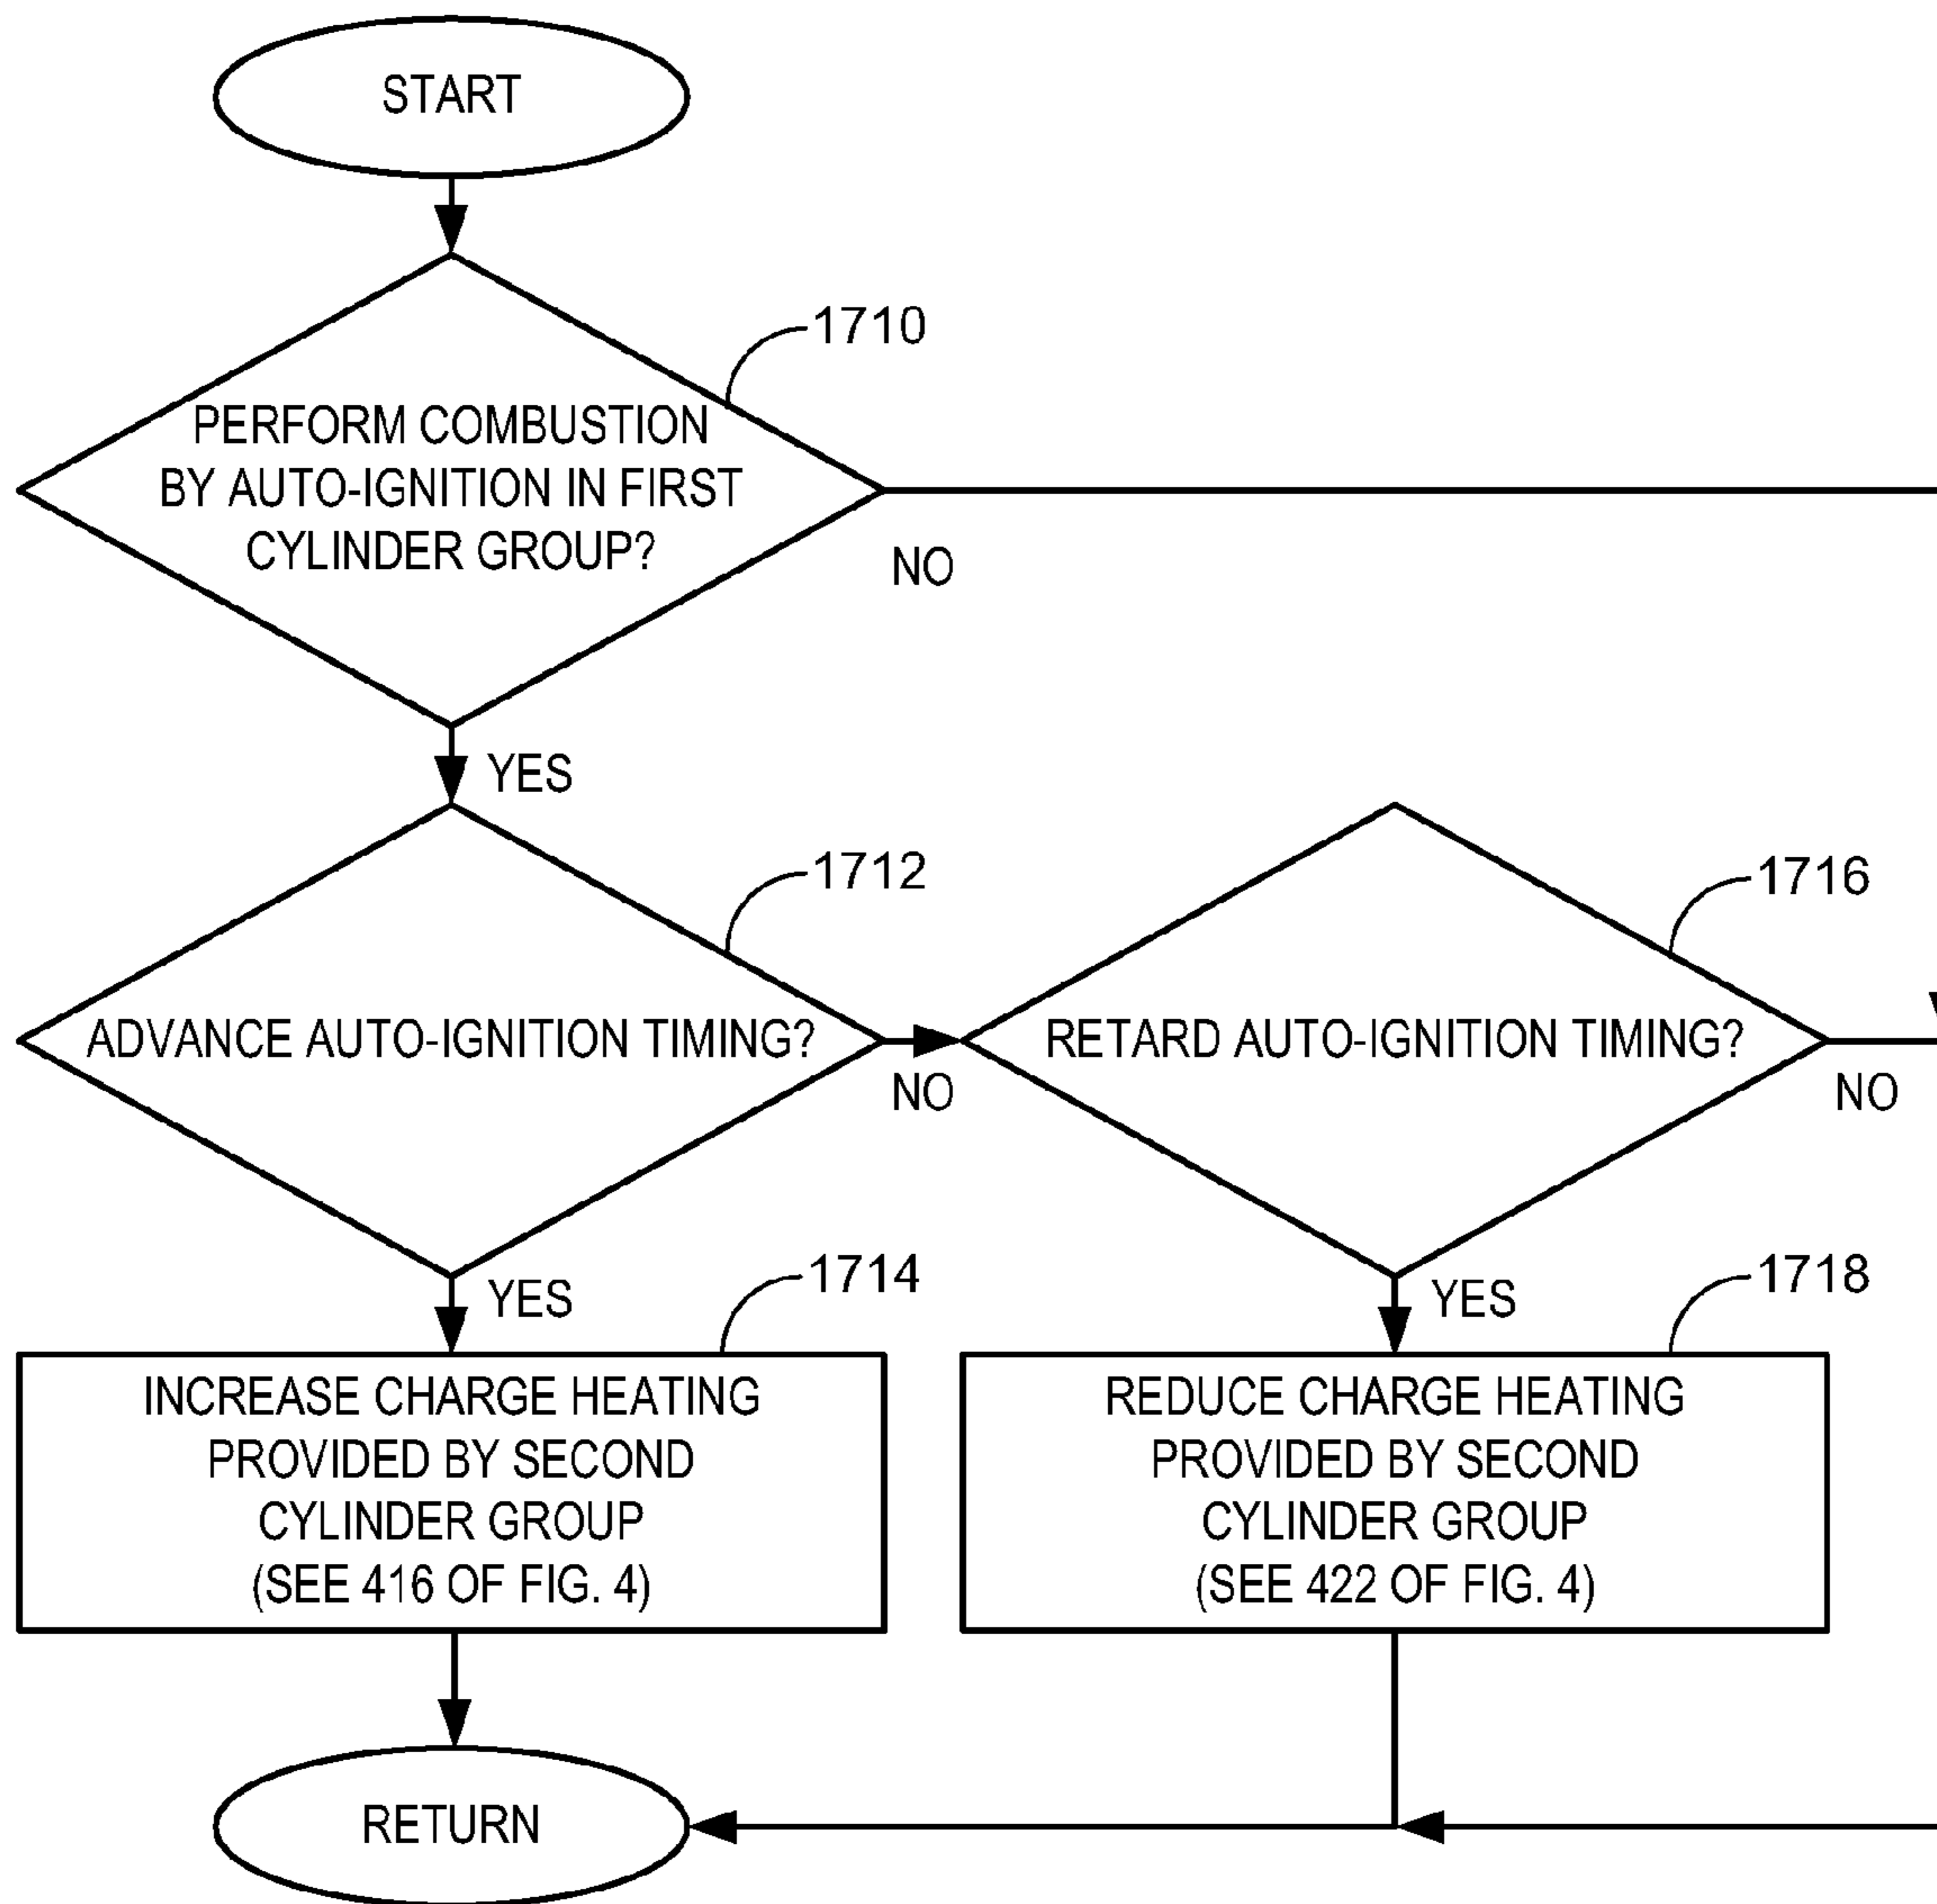 START
1710
PERFORM COMBUSTION
BY AUTO-IGNITION IN FIRST
CYLINDER GROUP?
NO
YES
1712
ADVANCE AUTO-IGNITION TIMING?
NO
1716
RETARD AUTO-IGNITION TIMING?
NO
YES
1714
INCREASE CHARGE HEATING
PROVIDED BY SECOND
CYLINDER GROUP
(SEE 416 OF FIG. 4)
YES
1718
REDUCE CHARGE HEATING
PROVIDED BY SECOND
CYLINDER GROUP
(SEE 422 OF FIG. 4)
RETURN